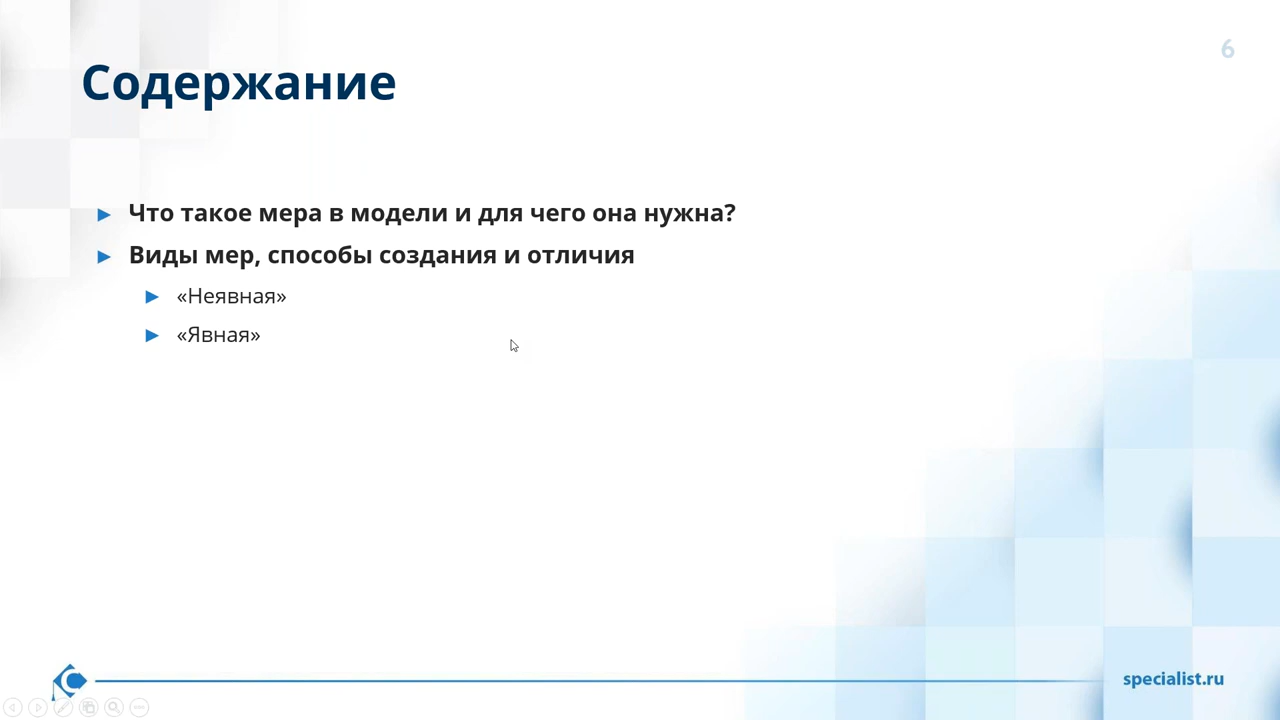 6
Содержание
Что такое мера в модели и для чего она нужна?
Виды мер, способы создания и отличия
«Неявная»
«Явная»
specialist.ru